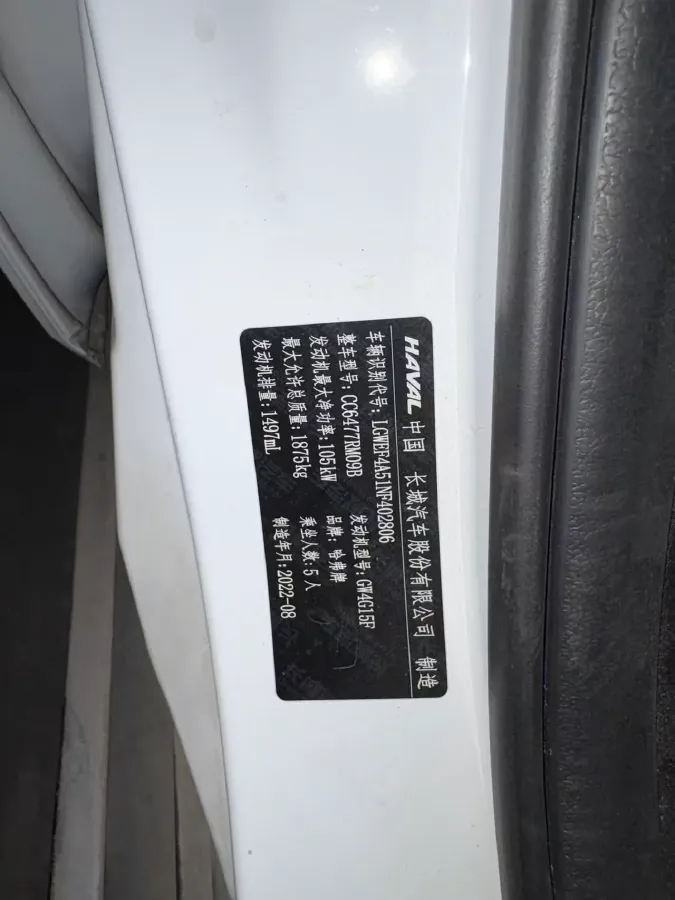 HAVAL 中国 长城汽车股份有限公司 制造
车辆识别代号: LGWEF4A51NF402806
整车型号: CC6477RM09B 发动机型号: GW4G15F
发动机最大净功率: 105kW 品牌: 哈弗牌
最大允许总质量: 1875kg 乘坐人数: 5人
发动机排量: 1497mL 制造年月: 2022-08